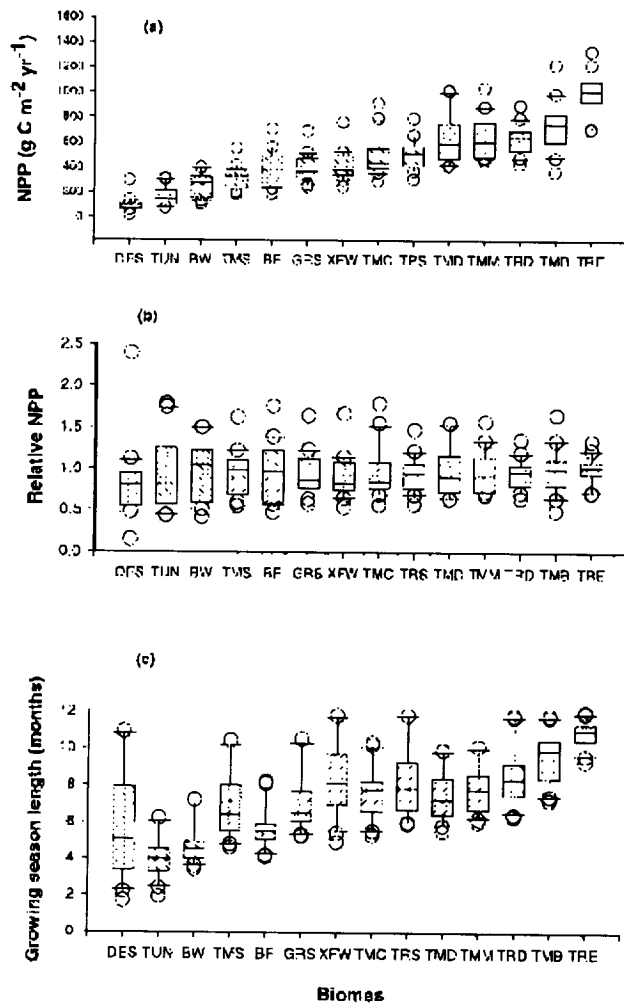 (a)
NPP (g C m-2 yr-1)
1600
1400
1200
1000
800
600
400
200
0
DES TUN BW TMS BF GRS XFW TMC TRS TMD TMM TRD TMB TRE
(b)
Relative NPP
2.5
2.0
1.5
1.0
0.5
0.0
DES TUN BW TMS BF GRS XFW TMC TRS TMD TMM TRD TMB TRE
(c)
Growing season length (months)
12
10
8
6
4
2
0
DES TUN BW TMS BF GRS XFW TMC TRS TMD TMM TRD TMB TRE
Biomes